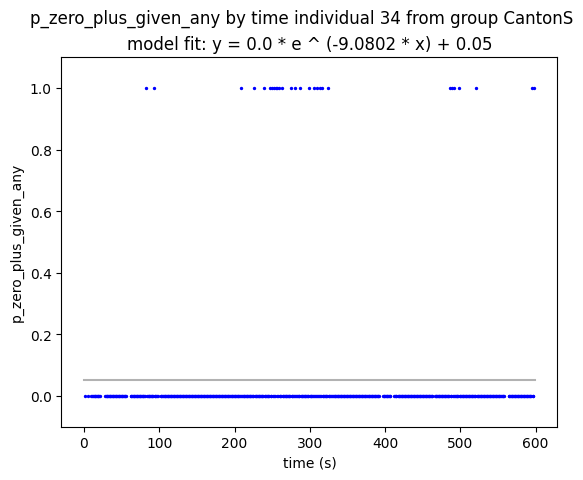 p_zero_plus_given_any by time individual 34 from group CantonS
model fit: y = 0.0 * e ^ (-9.0802 * x) + 0.05
1.0
0.8
0.6
0.4
0.2
0.0
p_zero_plus_given_any
0 100 200 300 400 500 600
time (s)